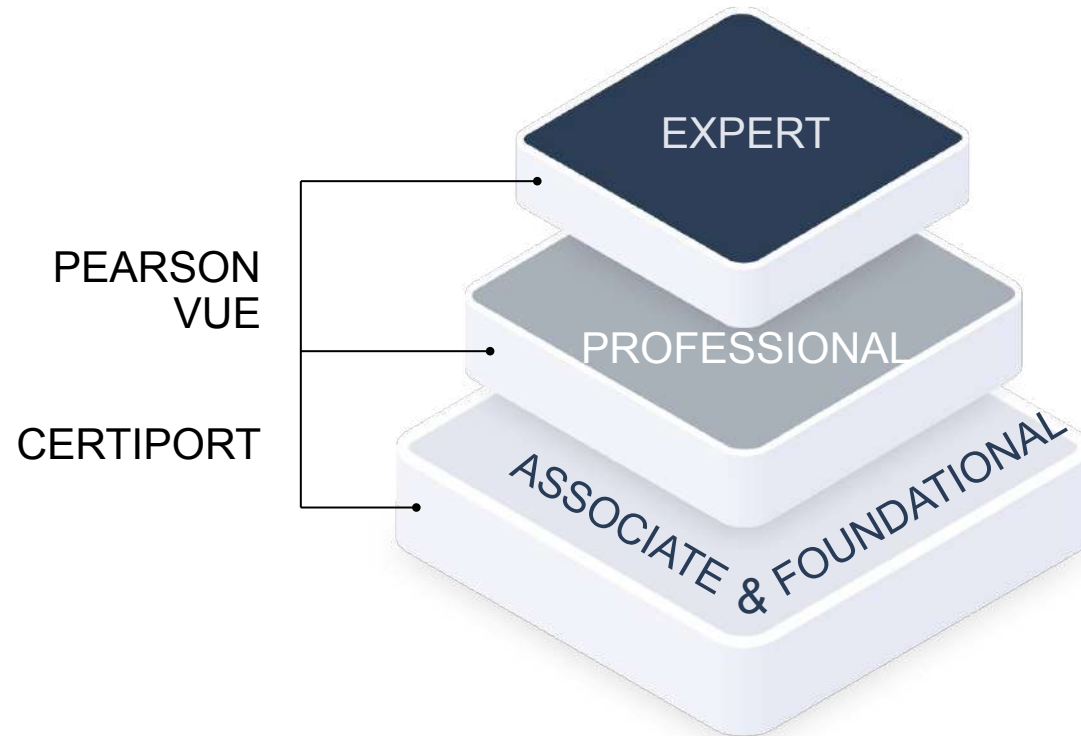 EXPERT
PEARSON
VUE
PROFESSIONAL
CERTIPORT
ASSOCIATE & FOUNDATIONAL